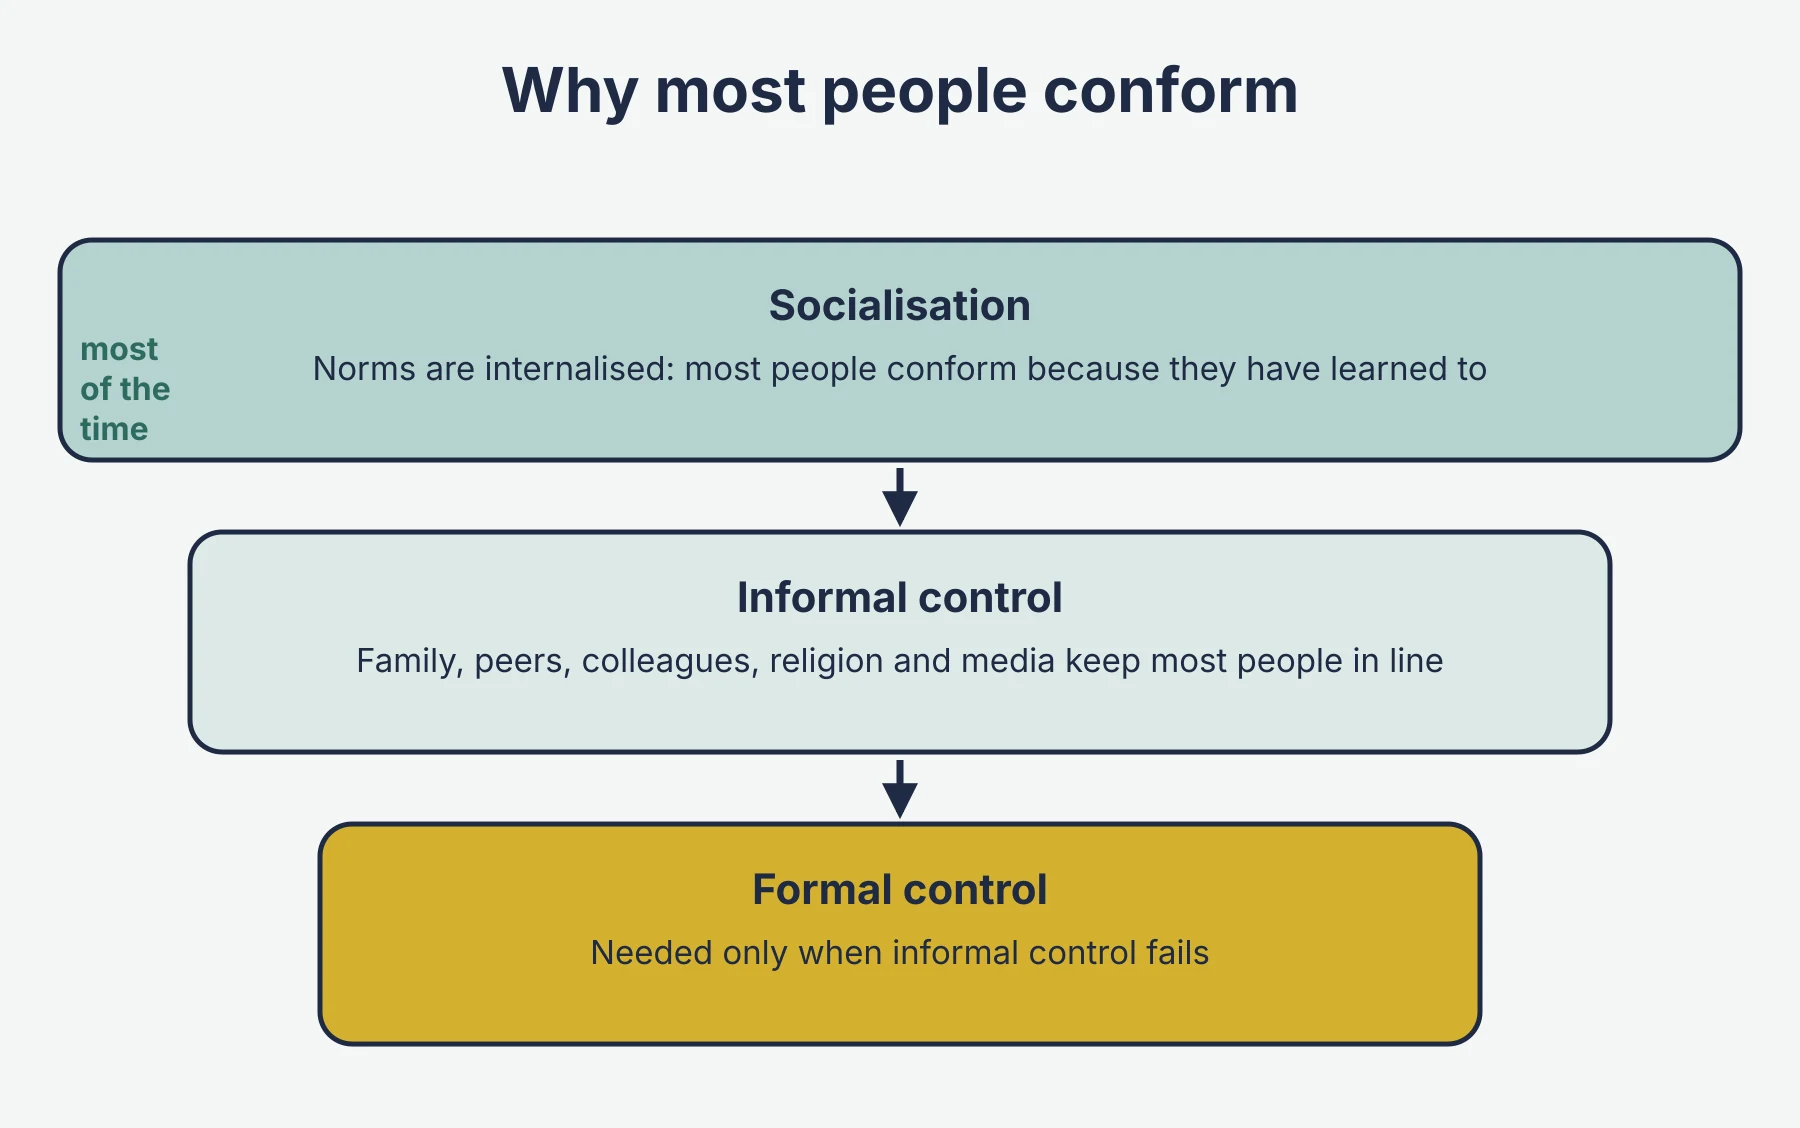 Why most people conform
Socialisation
most
of the
time
Norms are internalised: most people conform because they have learned to
Informal control
Family, peers, colleagues, religion and media keep most people in line
Formal control
Needed only when informal control fails